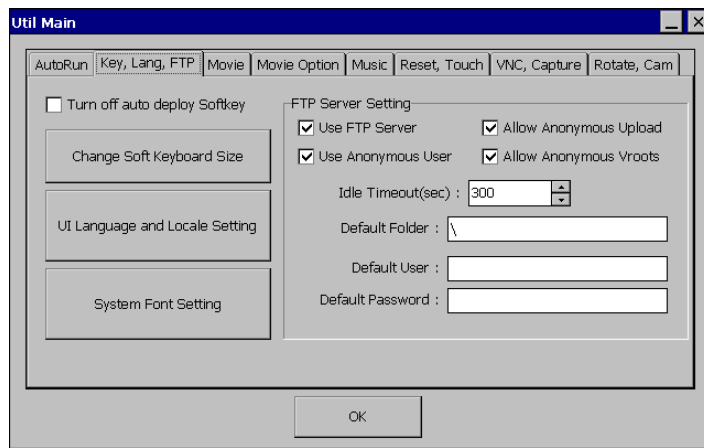 Util Main
AutoRun Key, Lang, FTP Movie Movie Option Music Reset, Touch VNC, Capture Rotate, Cam
Turn off auto deploy Softkey
Change Soft Keyboard Size
UI Language and Locale Setting
System Font Setting
FTP Server Setting
Use FTP Server Allow Anonymous Upload
Use Anonymous User Allow Anonymous Vroots
Idle Timeout(sec) : 300
Default Folder : \
Default User :
Default Password :
OK